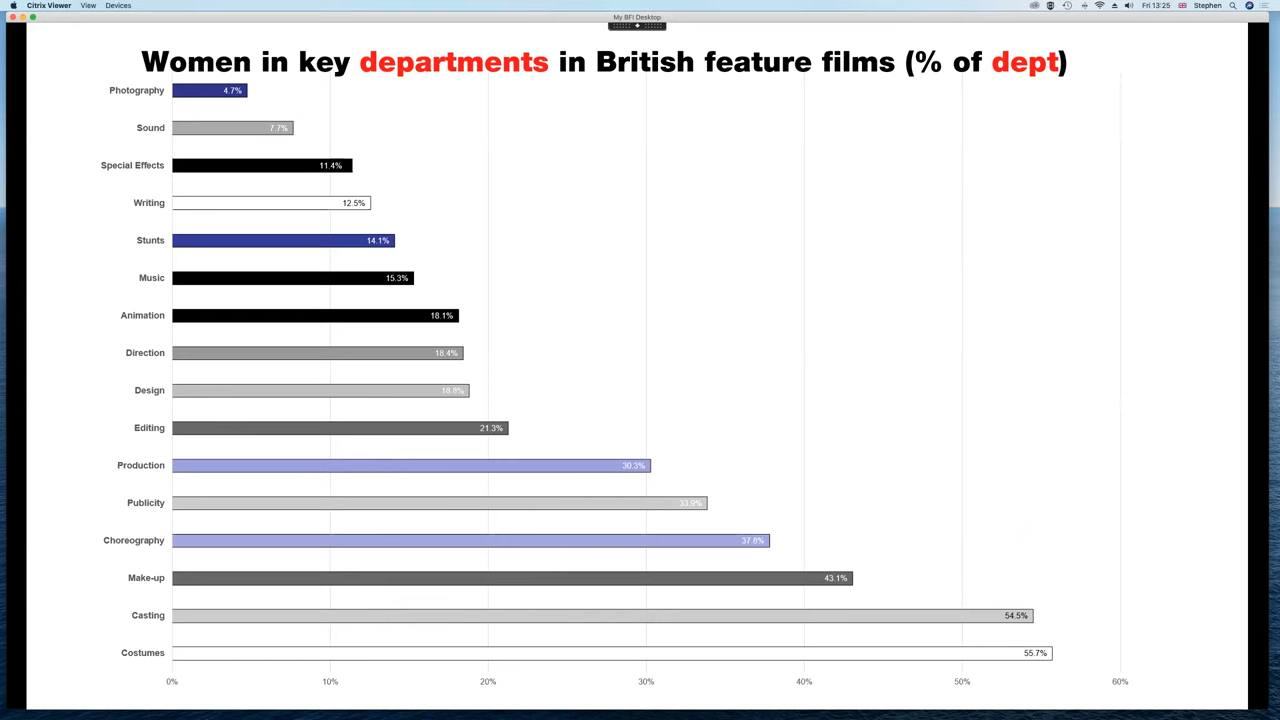 Citrix Viewer View Devices Fri 13:25 Stephen
My BFI Desktop
Women in key departments in British feature films (% of dept)
Photography 4.7%
Sound 7.7%
Special Effects 11.4%
Writing 12.5%
Stunts 14.1%
Music 15.3%
Animation 18.1%
Direction 18.4%
Design 18.8%
Editing 21.3%
Production 30.3%
Publicity 33.9%
Choreography 37.8%
Make-up 43.1%
Casting 54.5%
Costumes 55.7%
0% 10% 20% 30% 40% 50% 60%